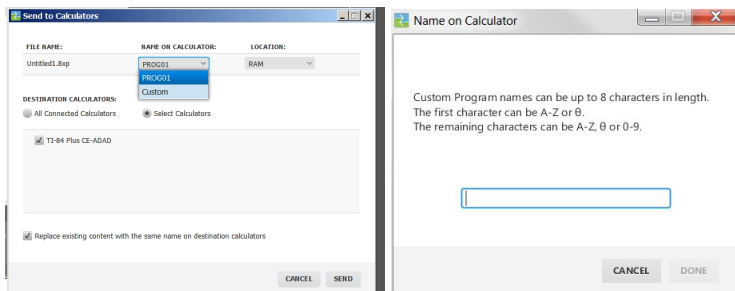 Send to Calculators
FILE NAME: NAME ON CALCULATOR: LOCATION:
Untitled1.8xp PROG01 RAM
PROG01
Custom
DESTINATION CALCULATORS:
All Connected Calculators Select Calculators
TI-84 Plus CE-ADAD
Replace existing content with the same name on destination calculators
CANCEL SEND
Name on Calculator
Custom Program names can be up to 8 characters in length.
The first character can be A-Z or θ.
The remaining characters can be A-Z, θ or 0-9.
CANCEL DONE